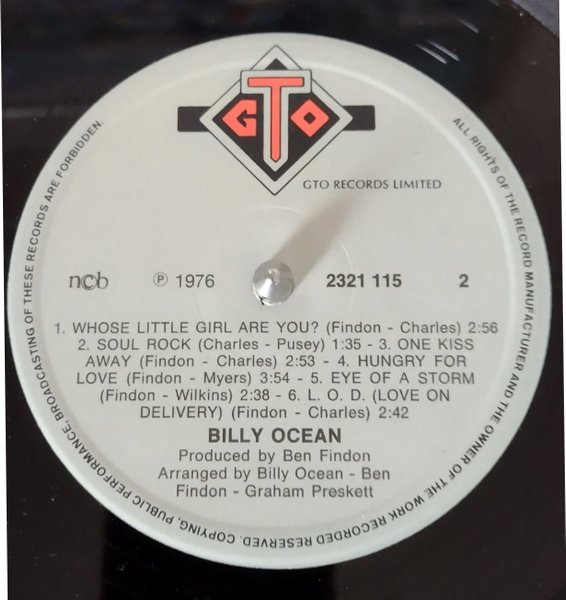 GTO
GTO RECORDS LIMITED
ncb ℗ 1976 2321 115 2
1. WHOSE LITTLE GIRL ARE YOU? (Findon - Charles) 2:56
2. SOUL ROCK (Charles - Pusey) 1:35 - 3. ONE KISS
AWAY (Findon - Charles) 2:53 - 4. HUNGRY FOR
LOVE (Findon - Myers) 3:54 - 5. EYE OF A STORM
(Findon - Wilkins) 2:38 - 6. L. O. D. (LOVE ON
DELIVERY) (Findon - Charles) 2:42
BILLY OCEAN
Produced by Ben Findon
Arranged by Billy Ocean - Ben
Findon - Graham Preskett
ALL RIGHTS OF THE RECORD MANUFACTURER AND THE OWNER OF THE WORK RECORDED RESERVED. COPYING, PUBLIC PERFORMANCE, BROADCASTING OF THESE RECORDS ARE FORBIDDEN.